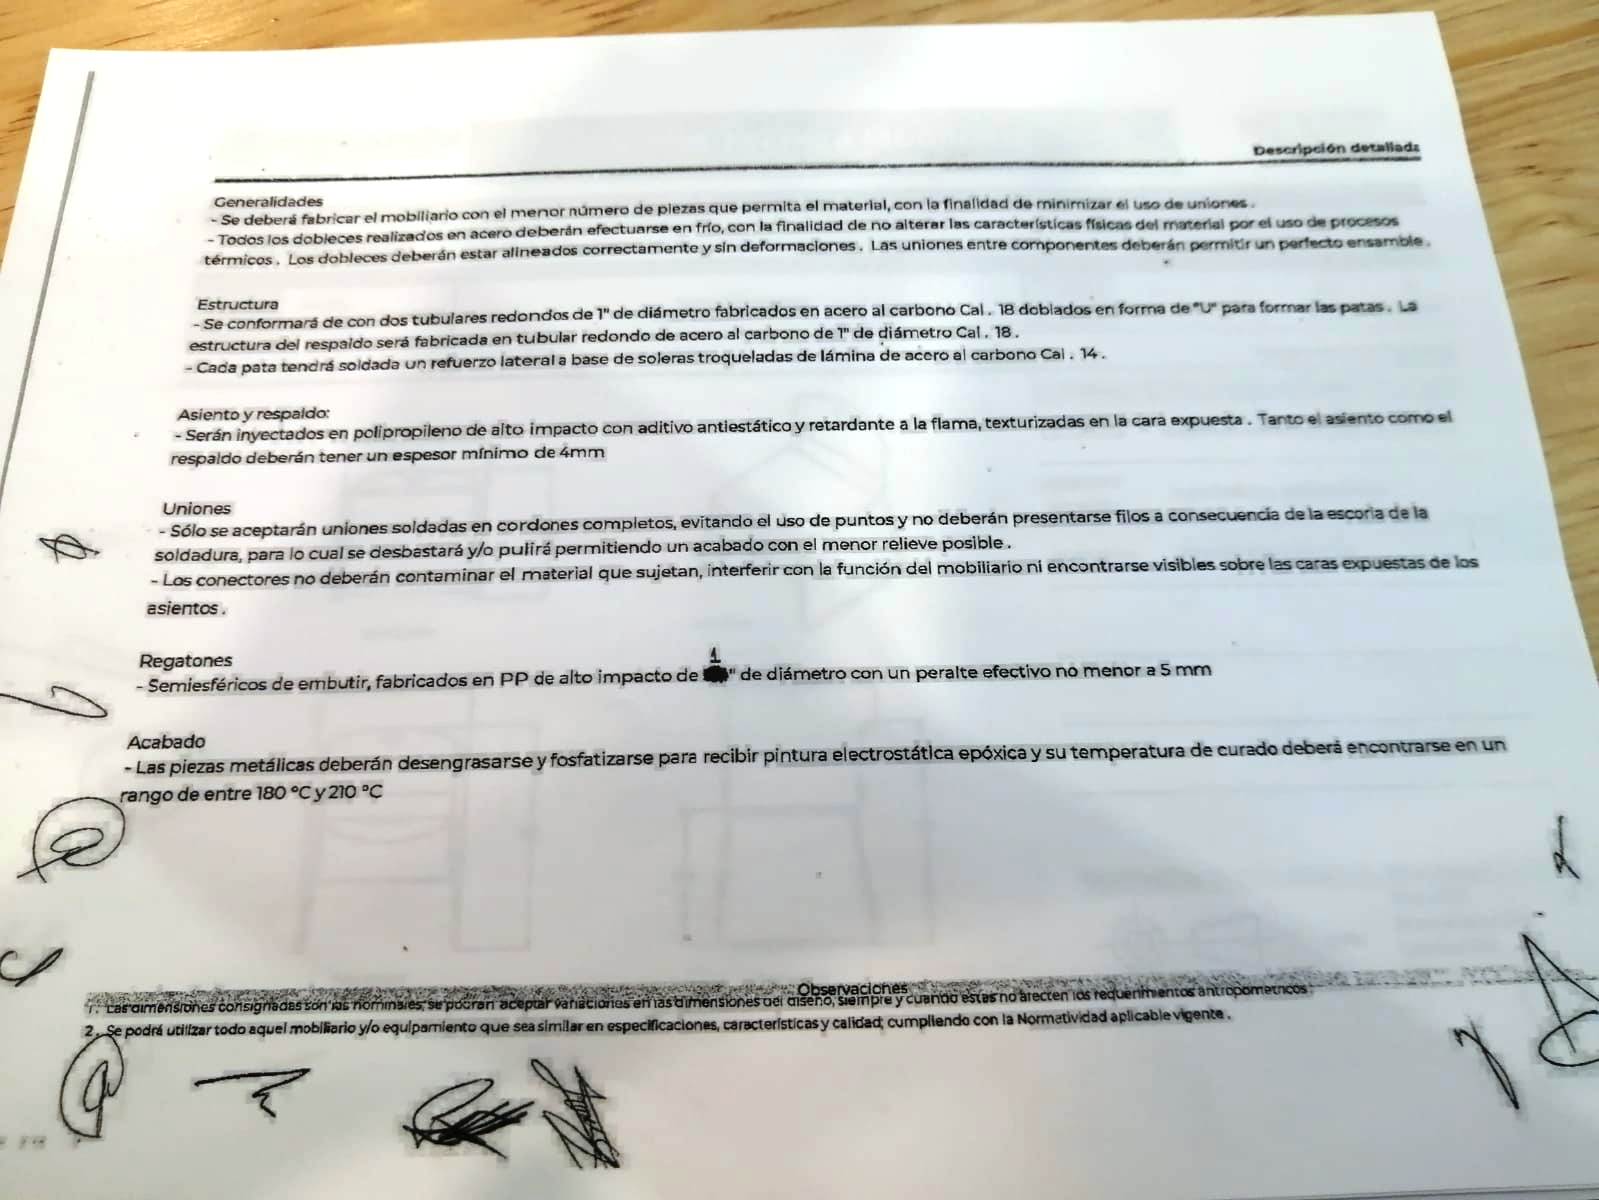 Descripción detallada
Generalidades
- Se deberá fabricar el mobiliario con el menor número de piezas que permita el material, con la finalidad de minimizar el uso de uniones .
- Todos los dobleces realizados en acero deberán efectuarse en frío, con la finalidad de no alterar las características físicas del material por el uso de procesos
térmicos . Los dobleces deberán estar alineados correctamente y sin deformaciones . Las uniones entre componentes deberán permitir un perfecto ensamble .
Estructura
- Se conformará de con dos tubulares redondos de 1" de diámetro fabricados en acero al carbono Cal . 18 doblados en forma de "U" para formar las patas . La
estructura del respaldo será fabricada en tubular redondo de acero al carbono de 1" de diámetro Cal . 18 .
- Cada pata tendrá soldada un refuerzo lateral a base de soleras troqueladas de lámina de acero al carbono Cal . 14 .
Asiento y respaldo:
- Serán inyectados en polipropileno de alto impacto con aditivo antiestático y retardante a la flama, texturizadas en la cara expuesta . Tanto el asiento como el
respaldo deberán tener un espesor mínimo de 4mm
Uniones
- Sólo se aceptarán uniones soldadas en cordones completos, evitando el uso de puntos y no deberán presentarse filos a consecuencia de la escoria de la
soldadura, para lo cual se desbastará y/o pulirá permitiendo un acabado con el menor relieve posible .
- Los conectores no deberán contaminar el material que sujetan, interferir con la función del mobiliario ni encontrarse visibles sobre las caras expuestas de los
asientos .
Regatones
1
- Semiesféricos de embutir, fabricados en PP de alto impacto de " de diámetro con un peralte efectivo no menor a 5 mm
Acabado
- Las piezas metálicas deberán desengrasarse y fosfatizarse para recibir pintura electrostática epóxica y su temperatura de curado deberá encontrarse en un
rango de entre 180 °C y 210 °C
Observaciones
1 . Las dimensiones consignadas son las nominales, se podrán aceptar variaciones en las dimensiones del diseño, siempre y cuando estas no afecten los requerimientos antropométricos .
2 . Se podrá utilizar todo aquel mobiliario y/o equipamiento que sea similar en especificaciones, características y calidad; cumpliendo con la Normatividad aplicable vigente .